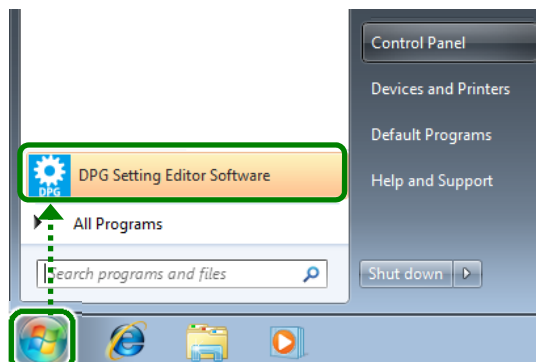 Control Panel
Devices and Printers
Default Programs
DPG
DPG Setting Editor Software
Help and Support
All Programs
Search programs and files
Shut down